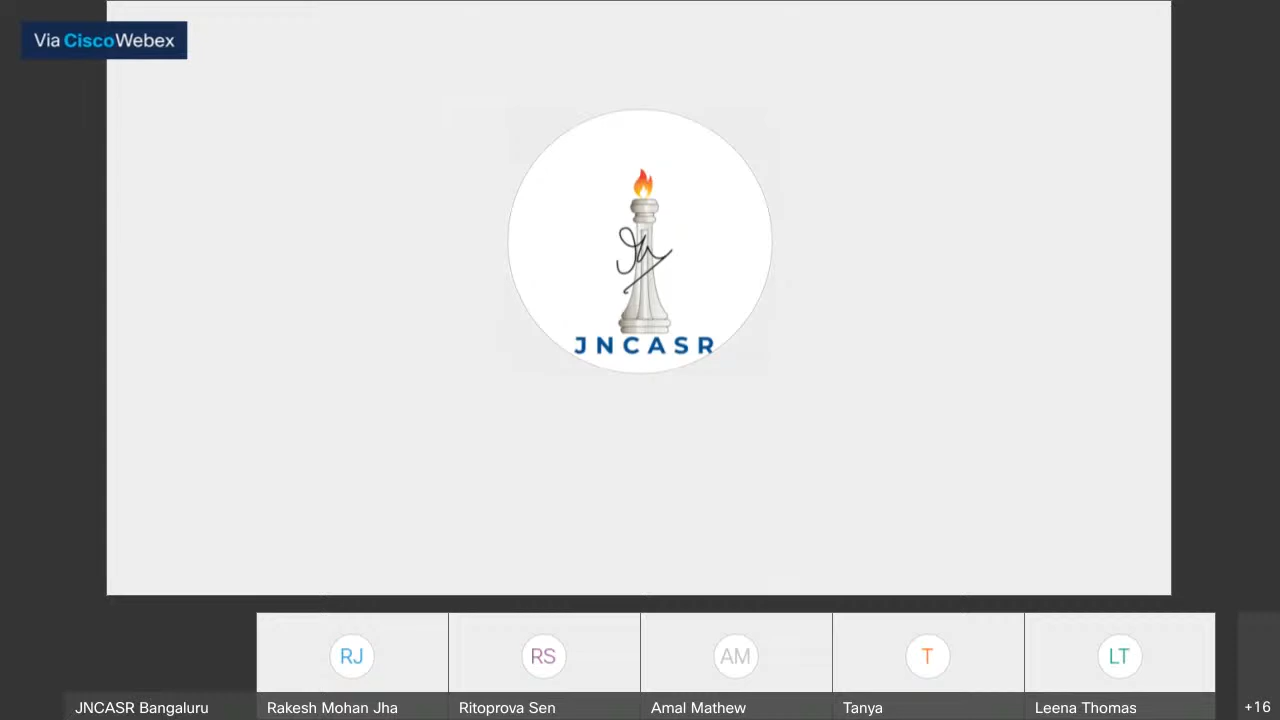 Via CiscoWebex
JNCASR
RJ
RS
AM
T
LT
JNCASR Bangaluru
Rakesh Mohan Jha
Ritoprova Sen
Amal Mathew
Tanya
Leena Thomas
+16